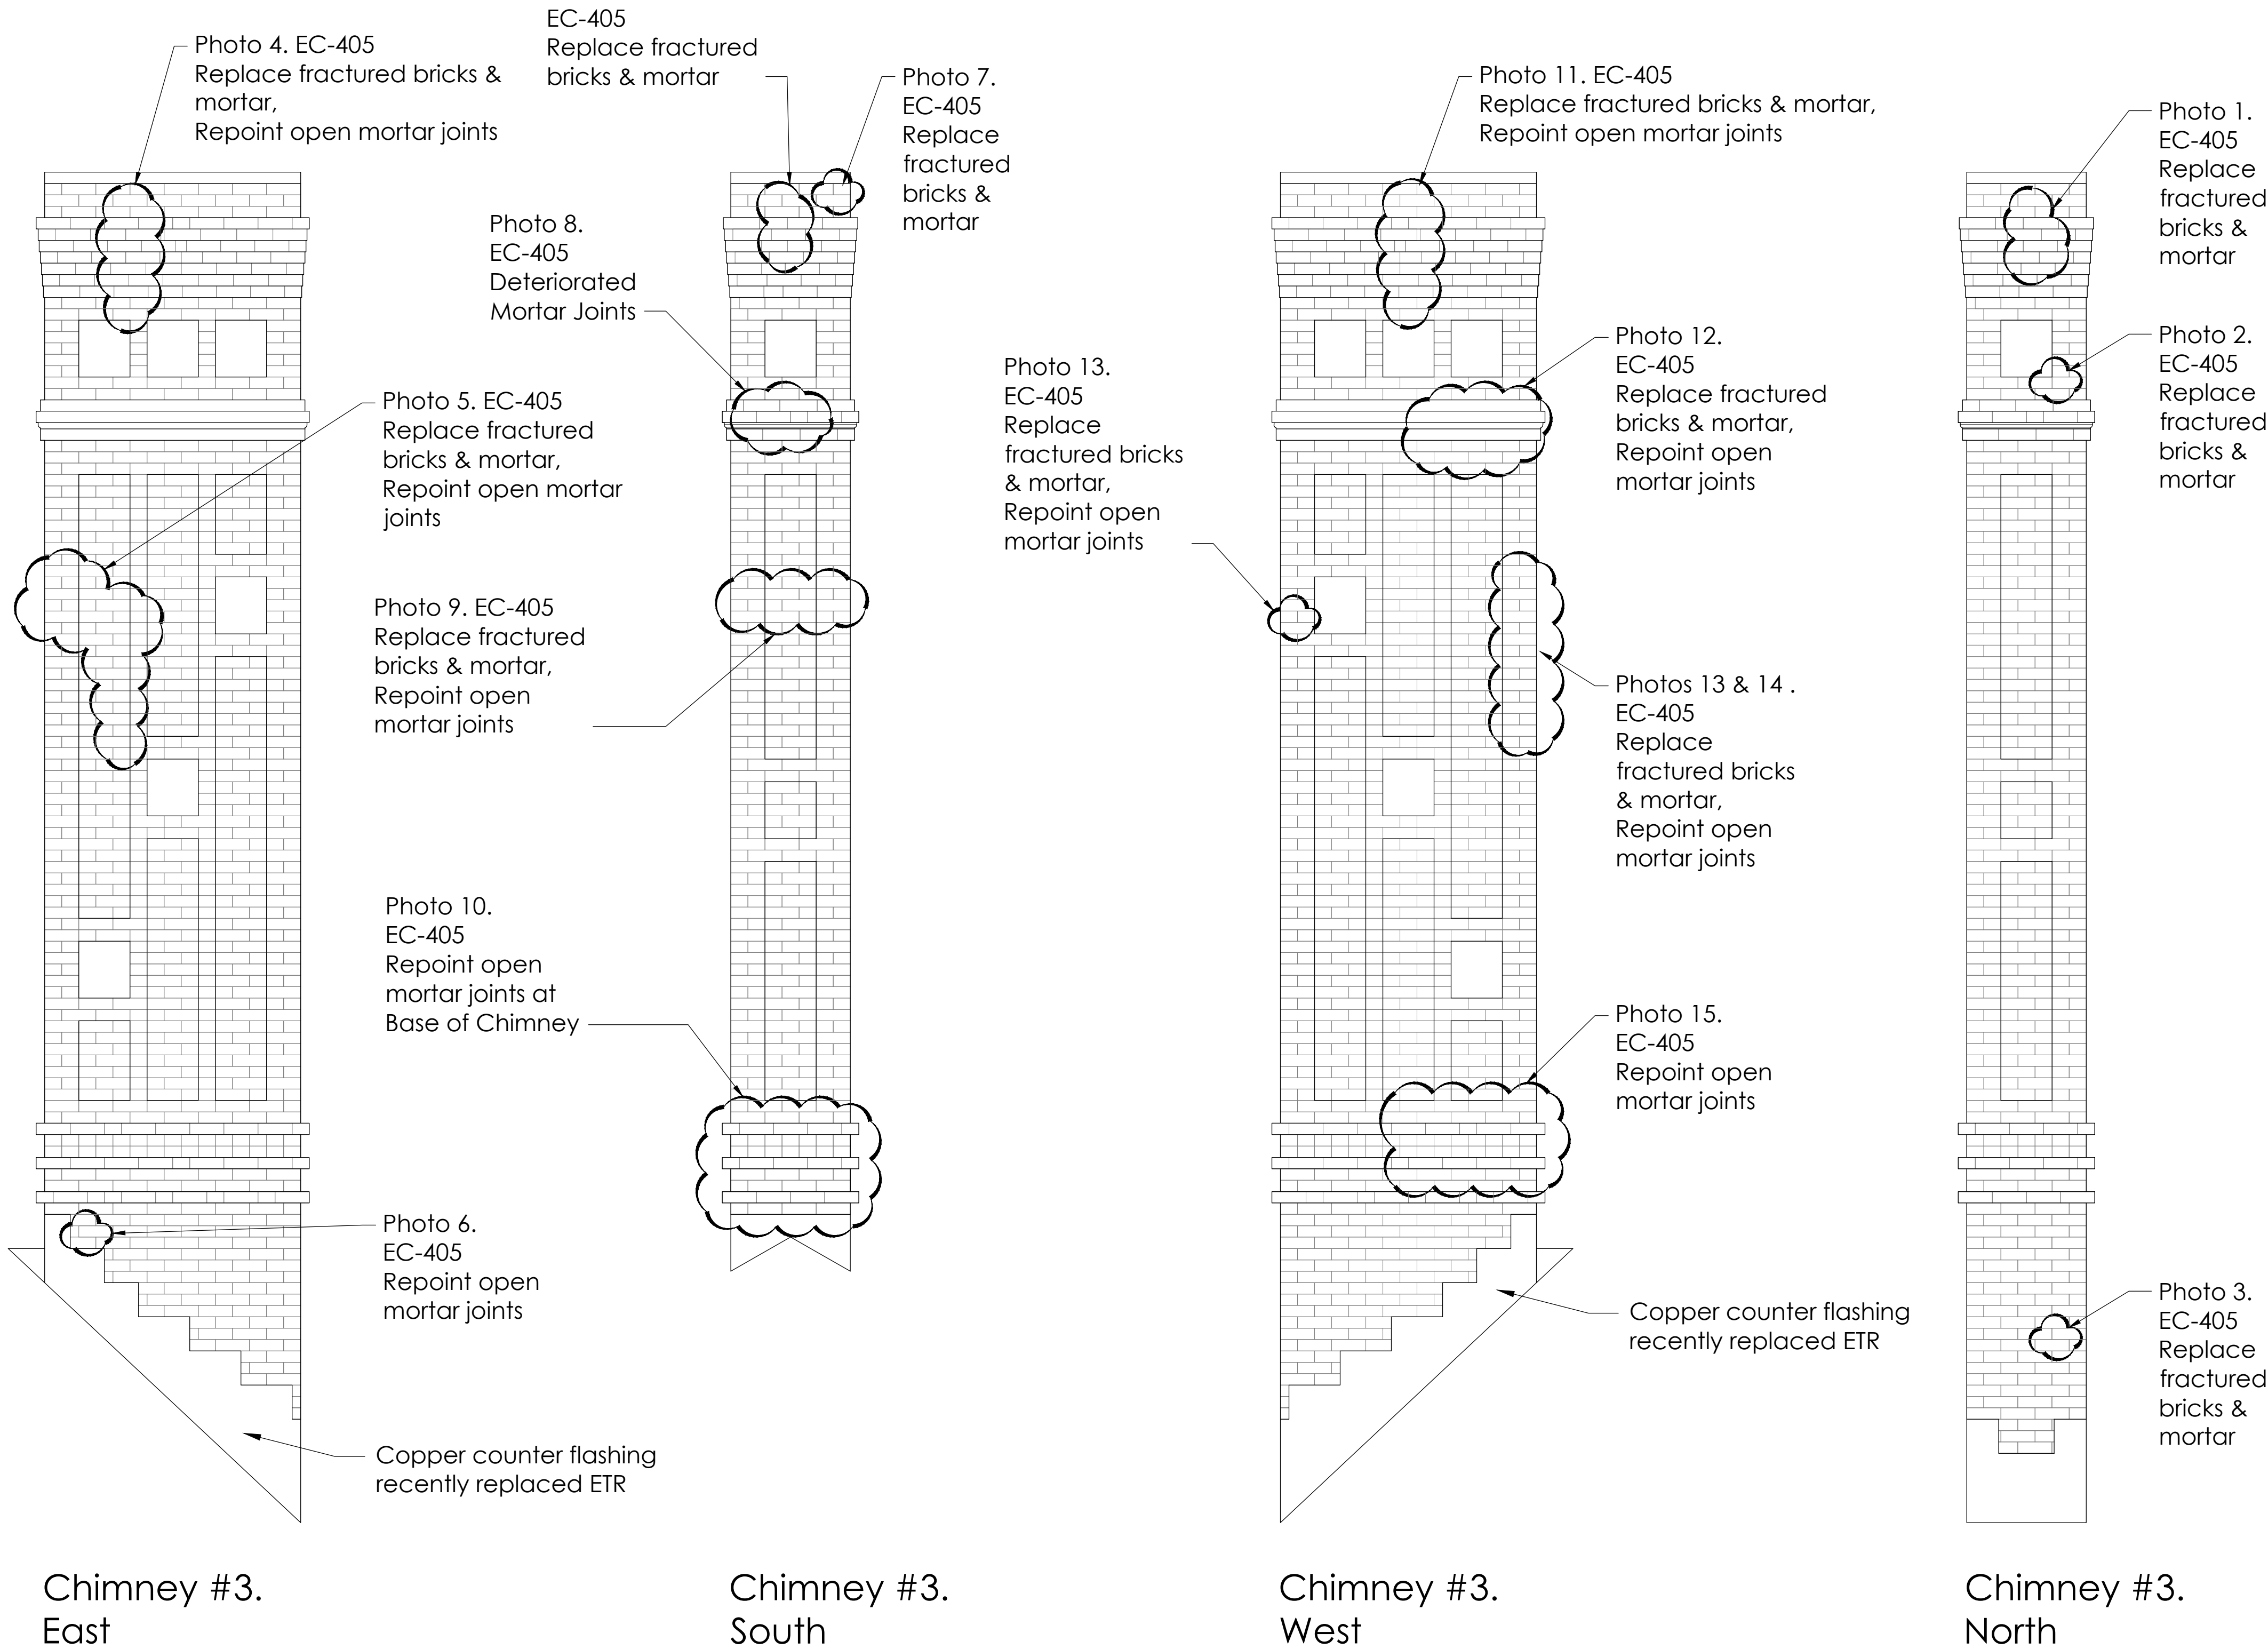 Photo 4. EC-405
Replace fractured bricks &
mortar,
Repoint open mortar joints
Photo 5. EC-405
Replace fractured
bricks & mortar,
Repoint open mortar
joints
Photo 6.
EC-405
Repoint open
mortar joints
Copper counter flashing
recently replaced ETR
Chimney #3.
East
EC-405
Replace fractured
bricks & mortar
Photo 7.
EC-405
Replace
fractured
bricks &
mortar
Photo 8.
EC-405
Deteriorated
Mortar Joints
Photo 9. EC-405
Replace fractured
bricks & mortar,
Repoint open
mortar joints
Photo 10.
EC-405
Repoint open
mortar joints at
Base of Chimney
Chimney #3.
South
Photo 11. EC-405
Replace fractured bricks & mortar,
Repoint open mortar joints
Photo 12.
EC-405
Replace fractured
bricks & mortar,
Repoint open
mortar joints
Photo 13.
EC-405
Replace
fractured bricks
& mortar,
Repoint open
mortar joints
Photos 13 & 14 .
EC-405
Replace
fractured bricks
& mortar,
Repoint open
mortar joints
Photo 15.
EC-405
Repoint open
mortar joints
Copper counter flashing
recently replaced ETR
Chimney #3.
West
Photo 1.
EC-405
Replace
fractured
bricks &
mortar
Photo 2.
EC-405
Replace
fractured
bricks &
mortar
Photo 3.
EC-405
Replace
fractured
bricks &
mortar
Chimney #3.
North